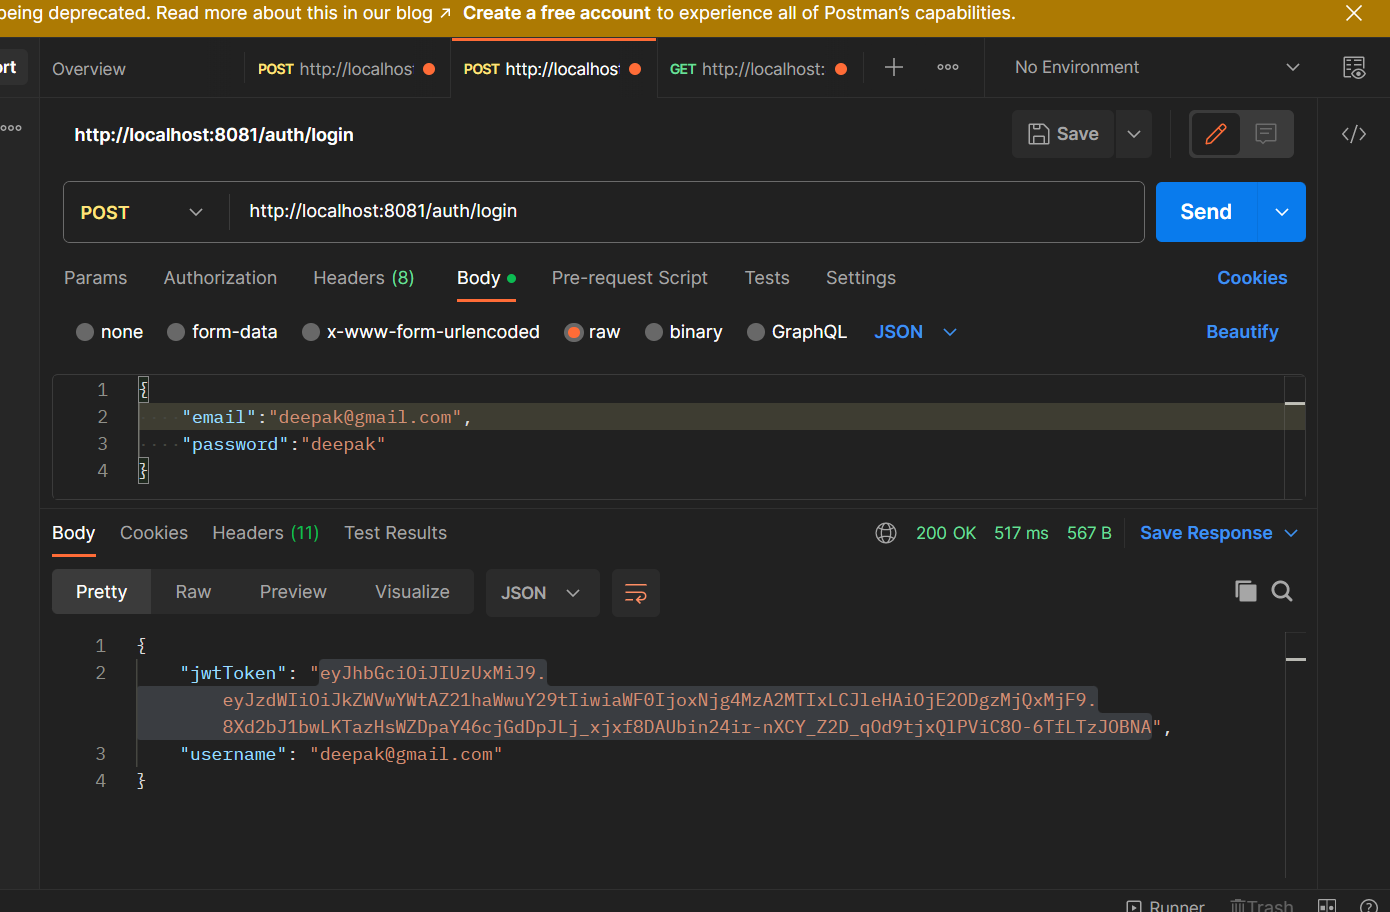 being deprecated. Read more about this in our blog ↗ Create a free account to experience all of Postman's capabilities.
rt Overview POST http://localhos POST http://localhos GET http://localhost: No Environment
http://localhost:8081/auth/login Save
POST http://localhost:8081/auth/login Send
Params Authorization Headers (8) Body Pre-request Script Tests Settings Cookies
none form-data x-www-form-urlencoded raw binary GraphQL JSON Beautify
1 {
2 "email":"deepak@gmail.com",
3 "password":"deepak"
4 }
Body Cookies Headers (11) Test Results 200 OK 517 ms 567 B Save Response
Pretty Raw Preview Visualize JSON
1 {
2 "jwtToken": "eyJhbGciOiJIUzUxMiJ9.
eyJzdWIiOiJkZWVwYWtAZ21haWwuY29tIiwiaWF0IjoxNjg4MzA2MTIxLCJleHAiOjE2ODgzMjQxMjF9.
8Xd2bJ1bwLKTazHsWZDpaY46cjGdDpJLj_xjxf8DAUbin24ir-nXCY_Z2D_qOd9tjxQlPViC8O-6TfLTzJOBNA",
3 "username": "deepak@gmail.com"
4 }
Runner Trash